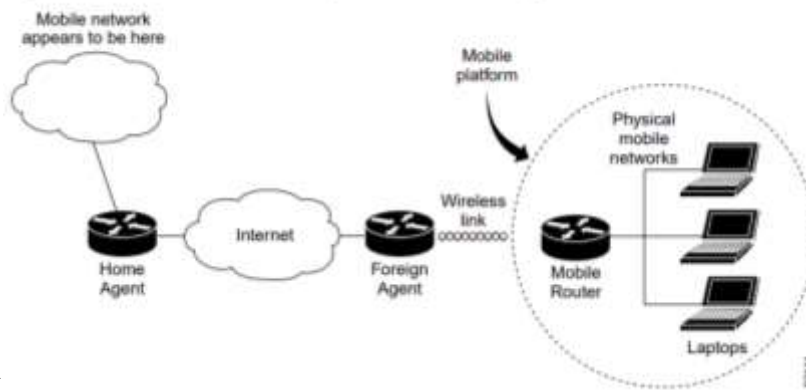 Mobile network
appears to be here
Mobile
platform
Physical
mobile
networks
Wireless
link
Internet
Home
Agent
Foreign
Agent
Mobile
Router
Laptops